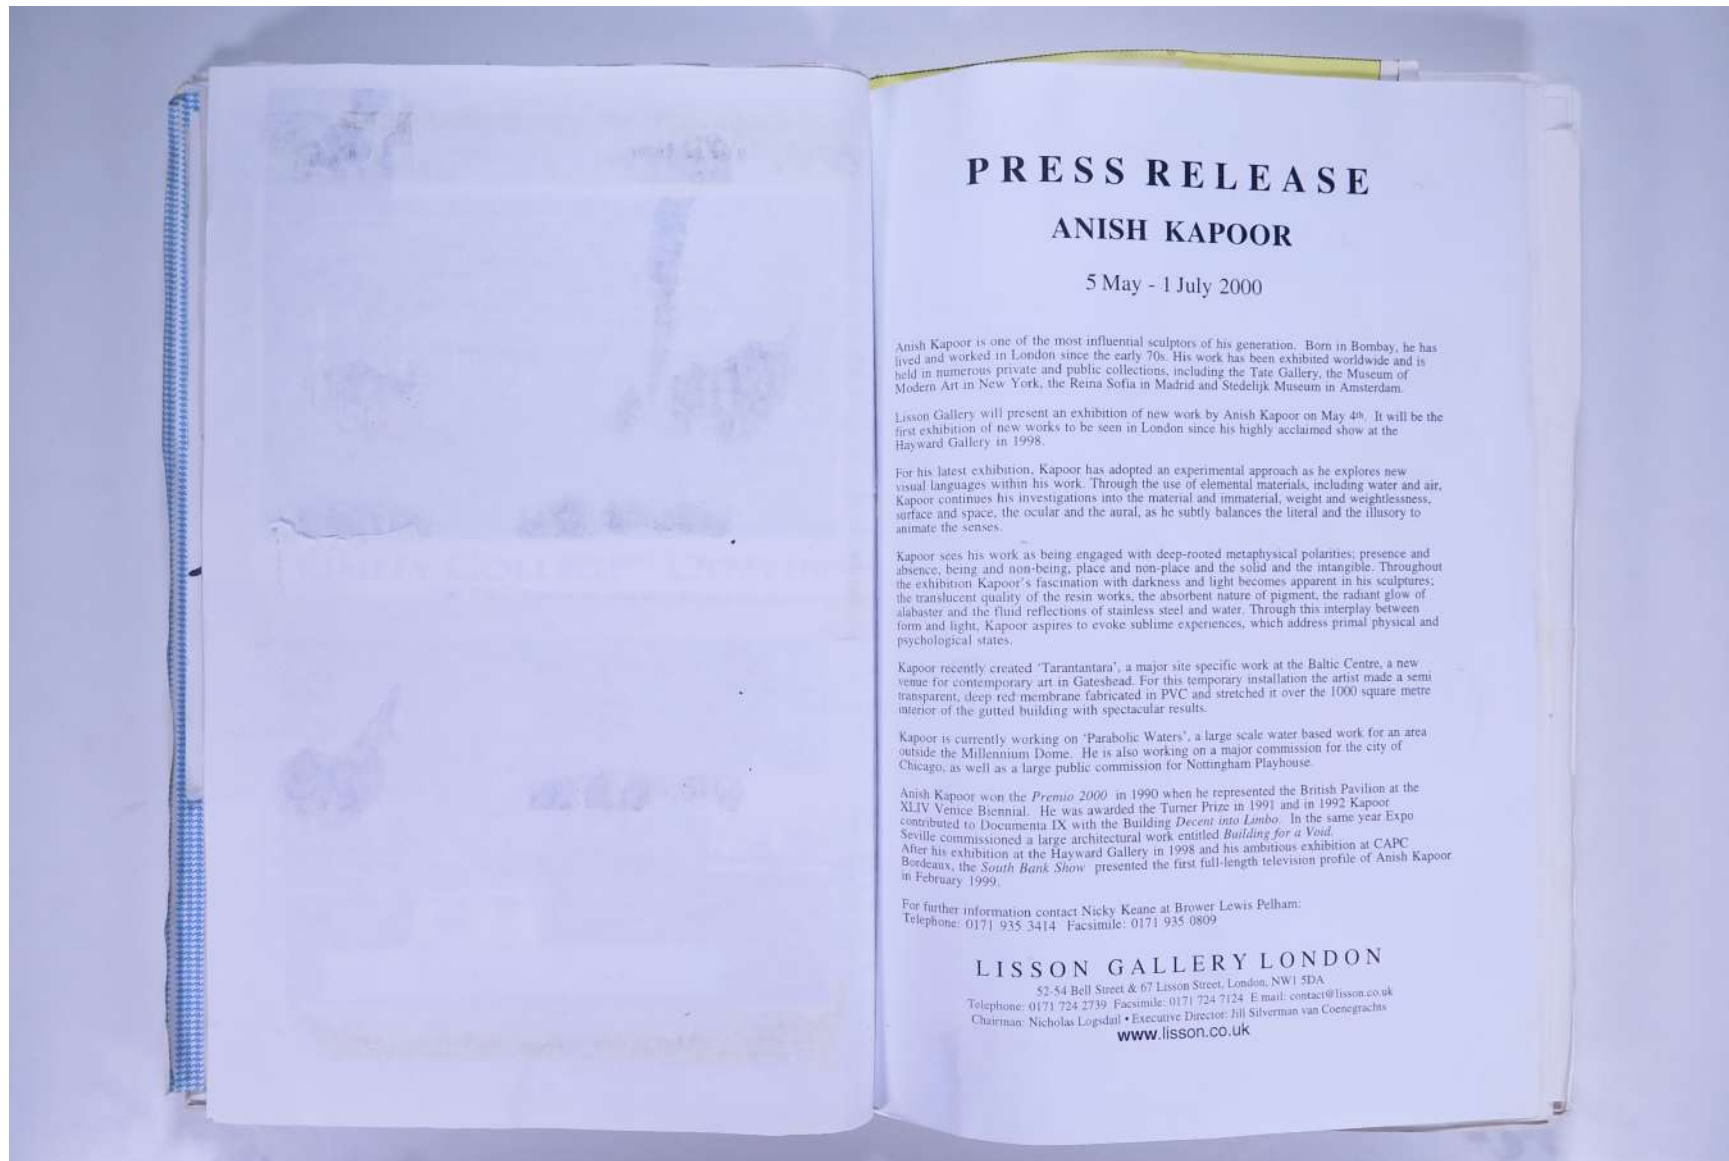 PRESS RELEASE
ANISH KAPOOR
5 May - 1 July 2000
Anish Kapoor is one of the most influential sculptors of his generation. Born in Bombay, he has
lived and worked in London since the early 70s. His work has been exhibited worldwide and is
held in numerous private and public collections, including the Tate Gallery, the Museum of
Modern Art in New York, the Reina Sofia in Madrid and Stedelijk Museum in Amsterdam.
Lisson Gallery will present an exhibition of new work by Anish Kapoor on May 4th. It will be the
first exhibition of new works to be seen in London since his highly acclaimed show at the
Hayward Gallery in 1998.
For his latest exhibition, Kapoor has adopted an experimental approach as he explores new
visual languages within his work. Through the use of elemental materials, including water and air,
Kapoor continues his investigations into the material and immaterial, weight and weightlessness,
surface and space, the ocular and the aural, as he subtly balances the literal and the illusory to
animate the senses.
Kapoor sees his work as being engaged with deep-rooted metaphysical polarities; presence and
absence, being and non-being, place and non-place and the solid and the intangible. Throughout
the exhibition Kapoor's fascination with darkness and light becomes apparent in his sculptures;
the translucent quality of the resin works, the absorbent nature of pigment, the radiant glow of
alabaster and the fluid reflections of stainless steel and water. Through this interplay between
form and light, Kapoor aspires to evoke sublime experiences, which address primal physical and
psychological states.
Kapoor recently created 'Tarantantara', a major site specific work at the Baltic Centre, a new
venue for contemporary art in Gateshead. For this temporary installation the artist made a semi
transparent, deep red membrane fabricated in PVC and stretched it over the 1000 square metre
interior of the gutted building with spectacular results.
Kapoor is currently working on 'Parabolic Waters', a large scale water based work for an area
outside the Millennium Dome. He is also working on a major commission for the city of
Chicago, as well as a large public commission for Nottingham Playhouse.
Anish Kapoor won the Premio 2000 in 1990 when he represented the British Pavilion at the
XLIV Venice Biennial. He was awarded the Turner Prize in 1991 and in 1992 Kapoor
contributed to Documenta IX with the Building Decent into Limbo. In the same year Expo
Seville commissioned a large architectural work entitled Building for a Void.
After his exhibition at the Hayward Gallery in 1998 and his ambitious exhibition at CAPC
Bordeaux, the South Bank Show presented the first full-length television profile of Anish Kapoor
in February 1999.
For further information contact Nicky Keane at Brower Lewis Pelham:
Telephone: 0171 935 3414 Facsimile: 0171 935 0809
LISSON GALLERY LONDON
52-54 Bell Street & 67 Lisson Street, London, NW1 5DA
Telephone: 0171 724 2739 Facsimile: 0171 724 7124 E mail: contact@lisson.co.uk
Chairman: Nicholas Logsdail • Executive Director: Jill Silverman van Coenegrachts
www.lisson.co.uk